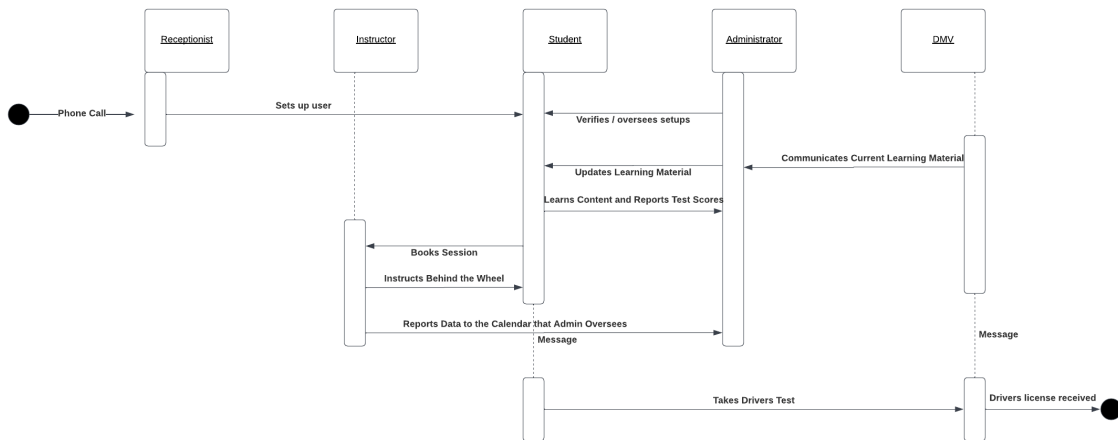 Receptionist
Instructor
Student
Administrator
DMV
Phone Call
Sets up user
Verifies / oversees setups
Communicates Current Learning Material
Updates Learning Material
Learns Content and Reports Test Scores
Books Session
Instructs Behind the Wheel
Reports Data to the Calendar that Admin Oversees
Message
Message
Takes Drivers Test
Drivers license received